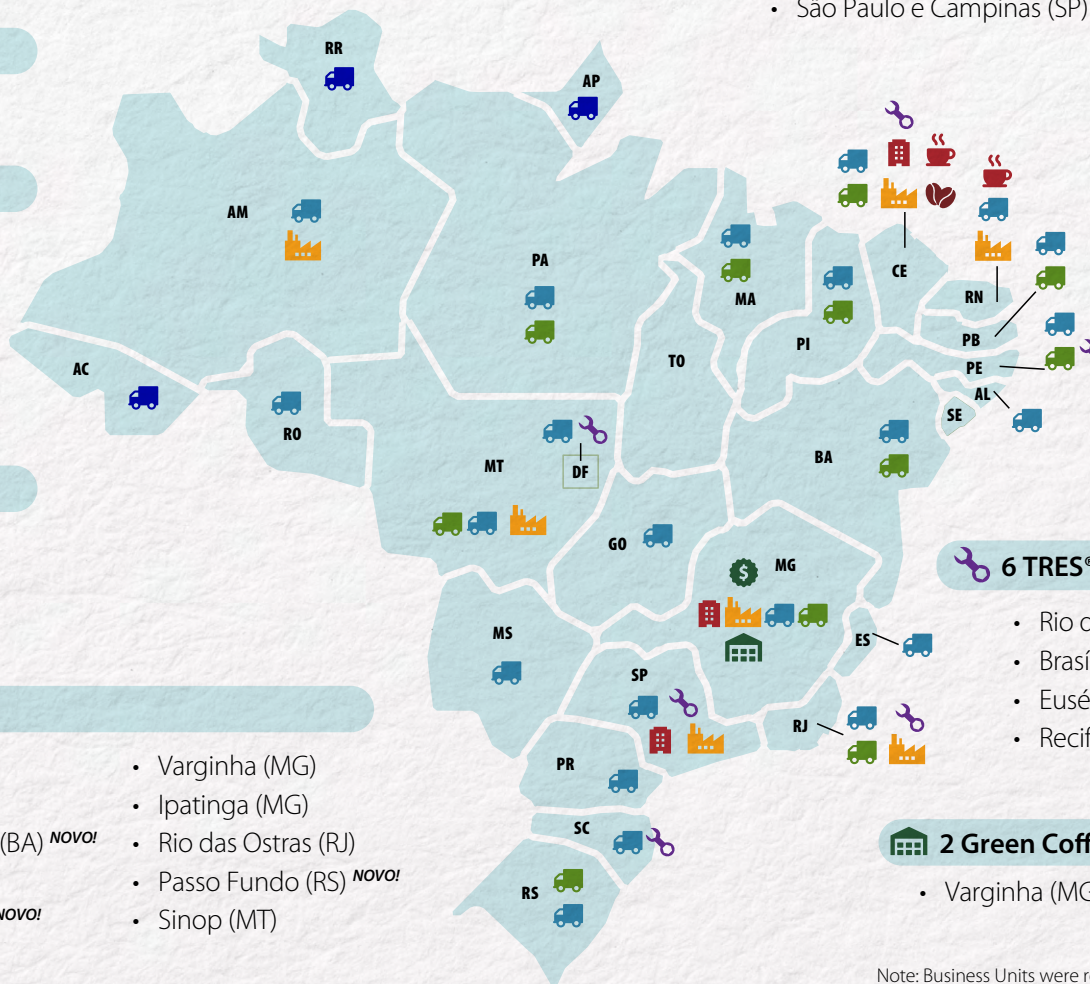 • São Paulo e Campinas (SP)
RR
AP
AM
PA
MA
CE
RN
PI
PB
TO
PE
AC
AL
SE
RO
MT
DF
BA
GO
MG
6 TRES®
• Rio
• Brasí
• Eusé
• Recif
MS
ES
SP
RJ
PR
• Varginha (MG)
• Ipatinga (MG)
(BA) NOVO!
• Rio das Ostras (RJ)
SC
2 Green Coff
• Passo Fundo (RS) NOVO!
RS
• Varginha (MG
NOVO!
• Sinop (MT)
Note: Business Units were r